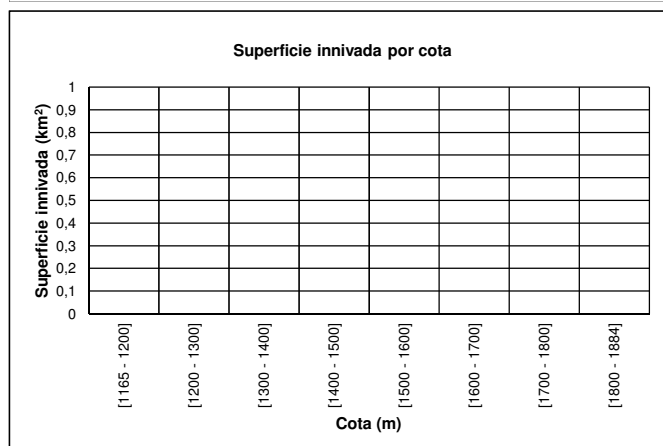 Superficie innivada por cota
Superficie innivada (km²)
1
0,9
0,8
0,7
0,6
0,5
0,4
0,3
0,2
0,1
0
[1165 - 1200]
[1200 - 1300]
[1300 - 1400]
[1400 - 1500]
[1500 - 1600]
[1600 - 1700]
[1700 - 1800]
[1800 - 1884]
Cota (m)